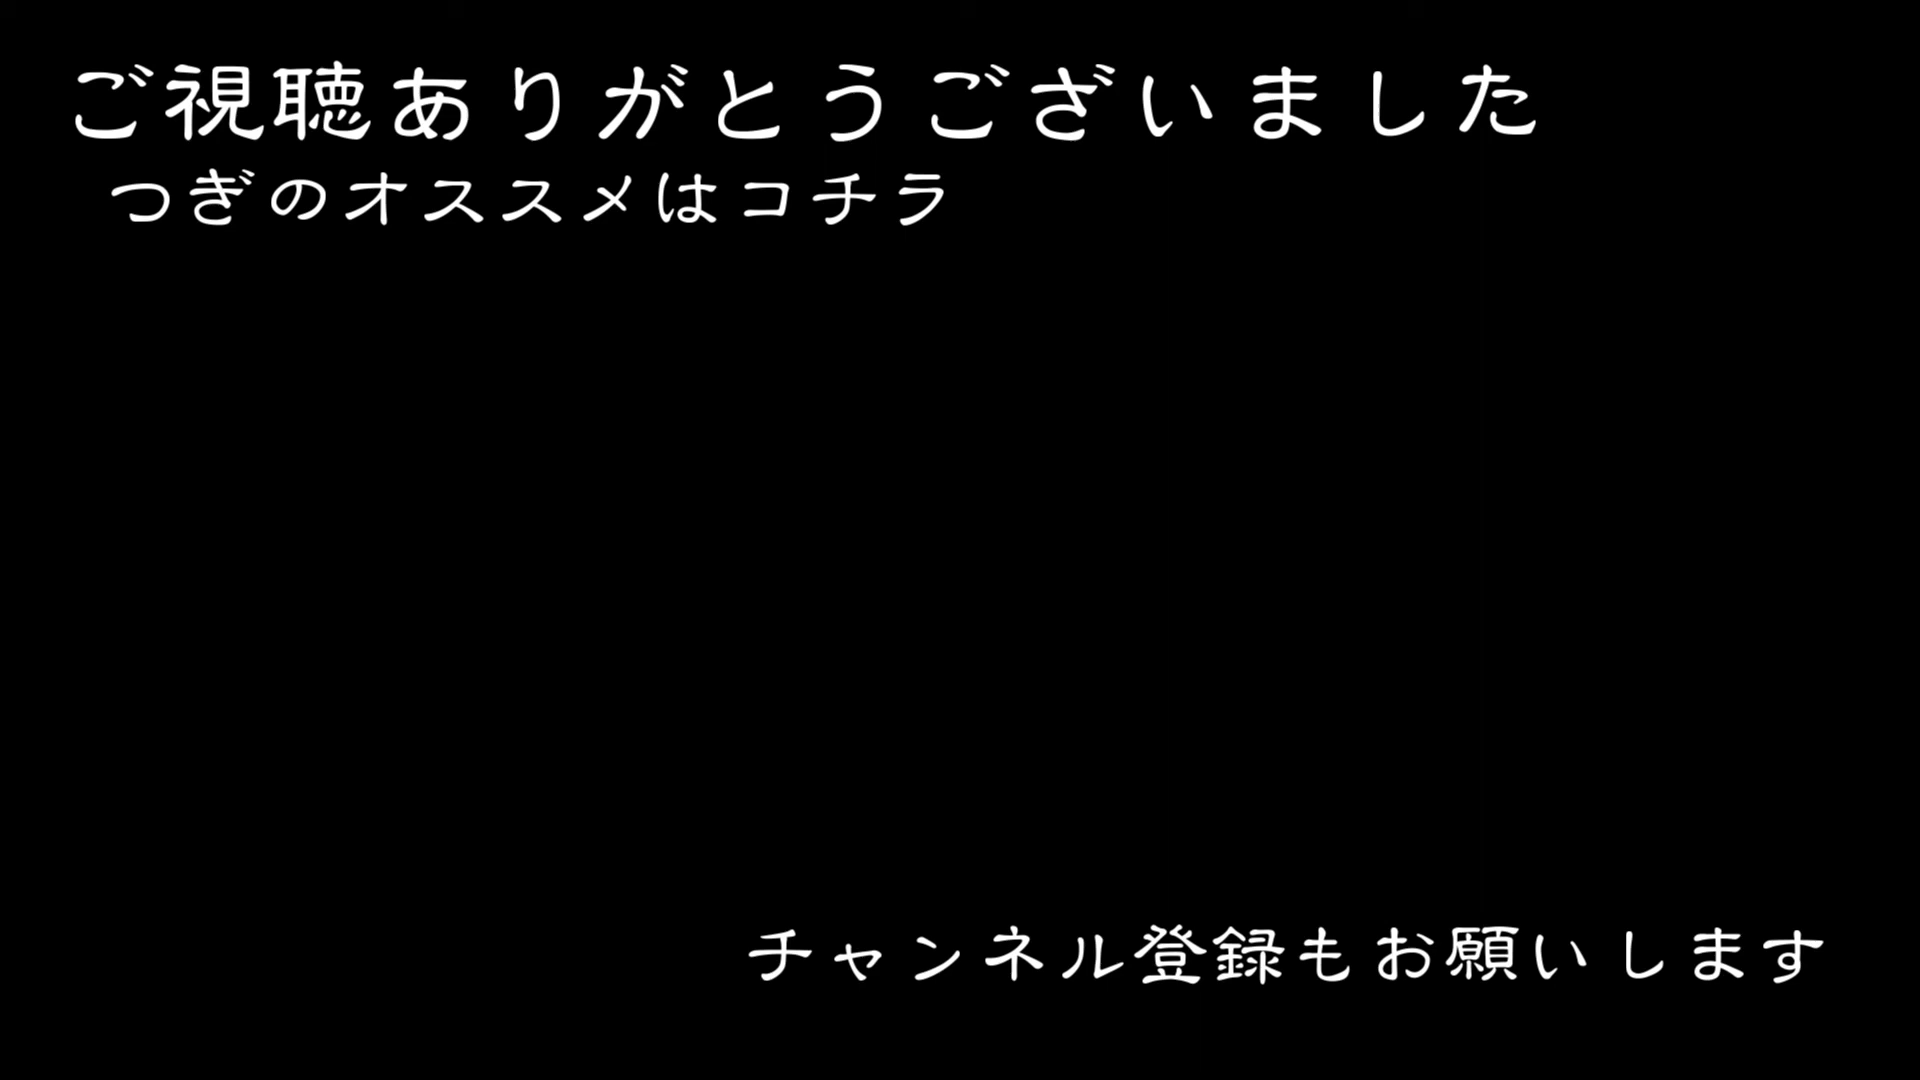 ご視聴ありがとうございました
つぎのオススメはコチラ
チャンネル登録もお願いします